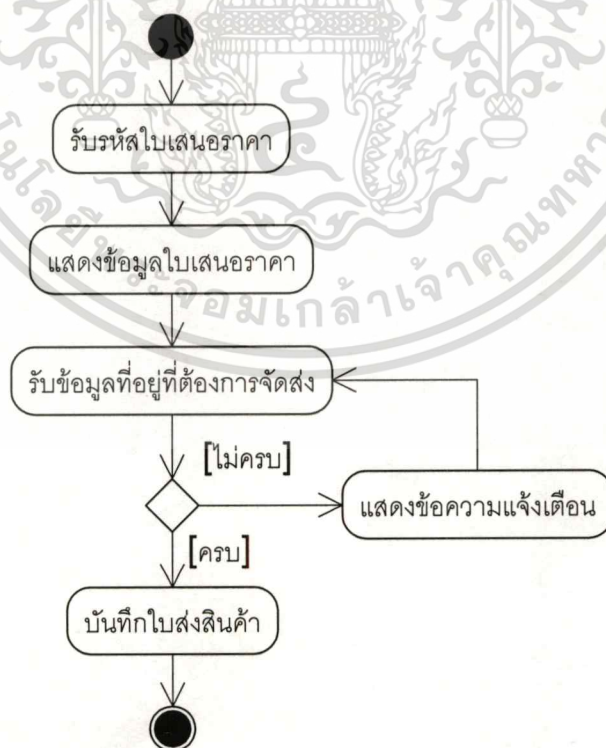 รับรหัสใบเสนอราคา
แสดงข้อมูลใบเสนอราคา
รับข้อมูลที่อยู่ที่ต้องการจัดส่ง
[ไม่ครบ]
แสดงข้อความแจ้งเตือน
[ครบ]
บันทึกใบส่งสินค้า